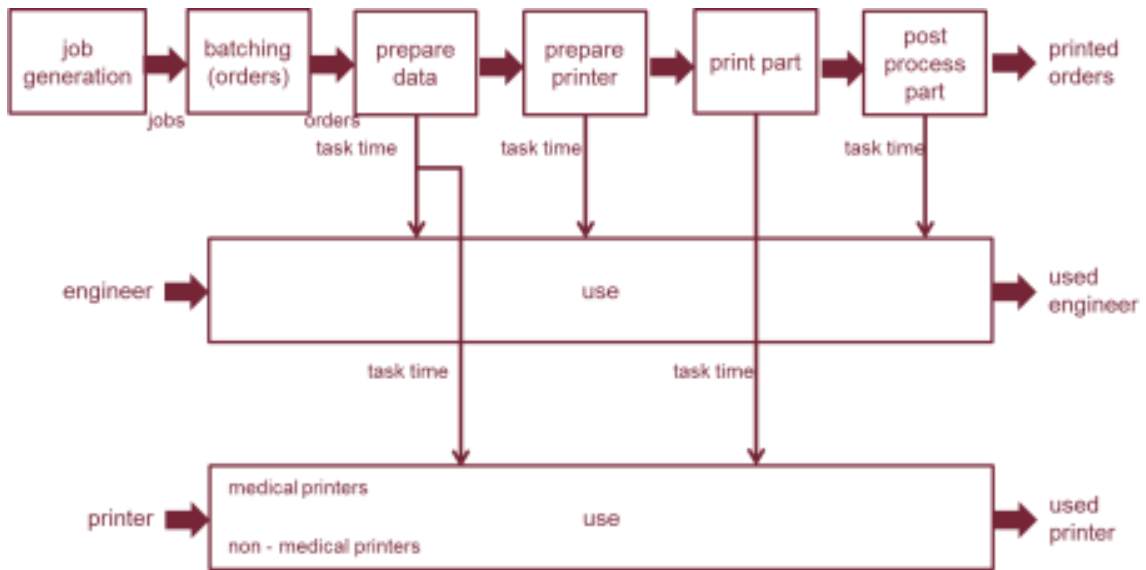 job
generation
batching
(orders)
prepare
data
prepare
printer
print part
post
process
part
printed
orders
jobs
orders
task time
task time
task time
engineer
use
used
engineer
task time
task time
medical printers
printer
use
used
printer
non - medical printers